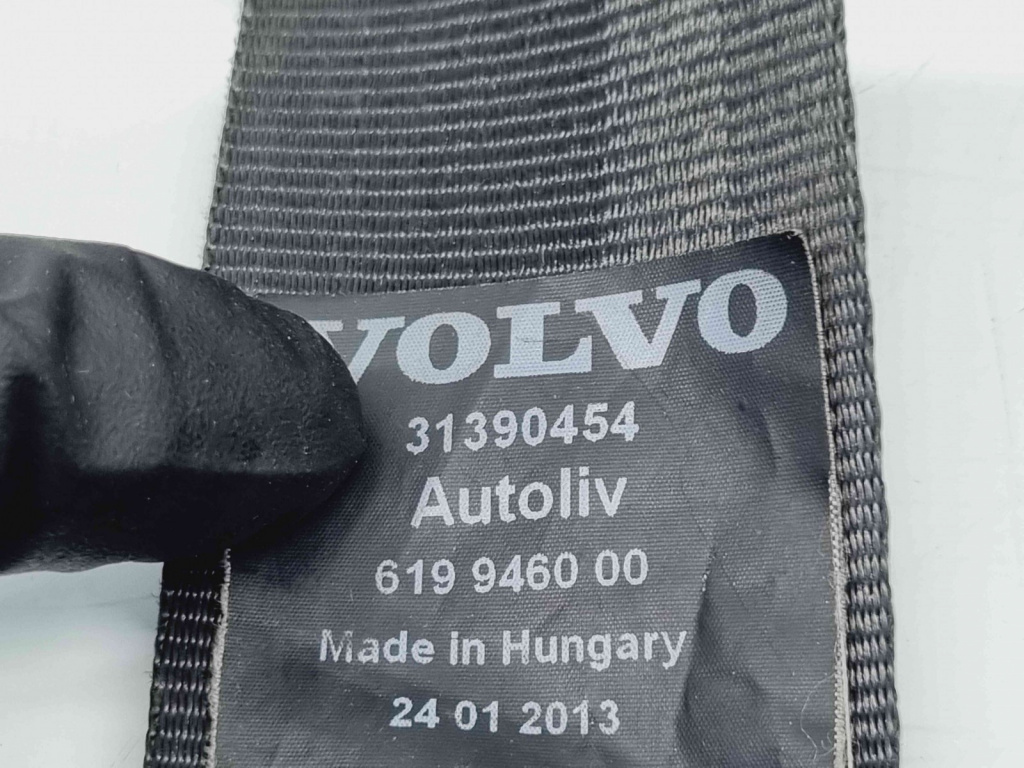 VOLVO
31390454
Autoliv
619 9460 00
Made in Hungary
24 01 2013